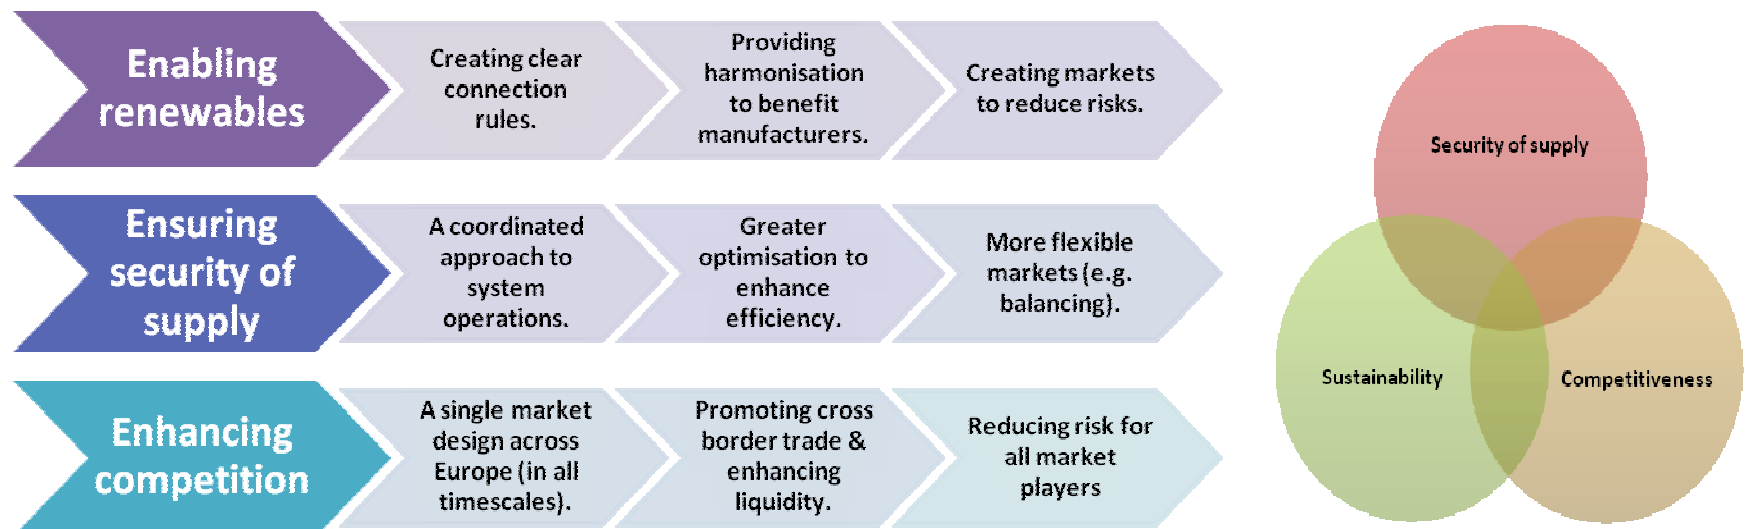 Enabling
renewables
Creating clear
connection
rules.
Providing
harmonisation
to benefit
manufacturers.
Creating markets
to reduce risks.
Ensuring
security of
supply
A coordinated
approach to
system
operations.
Greater
optimisation to
enhance
efficiency.
More flexible
markets (e.g.
balancing).
Enhancing
competition
A single market
design across
Europe (in all
timescales).
Promoting cross
border trade &
enhancing
liquidity.
Reducing risk for
all market
players
Security of supply
Sustainability
Competitiveness